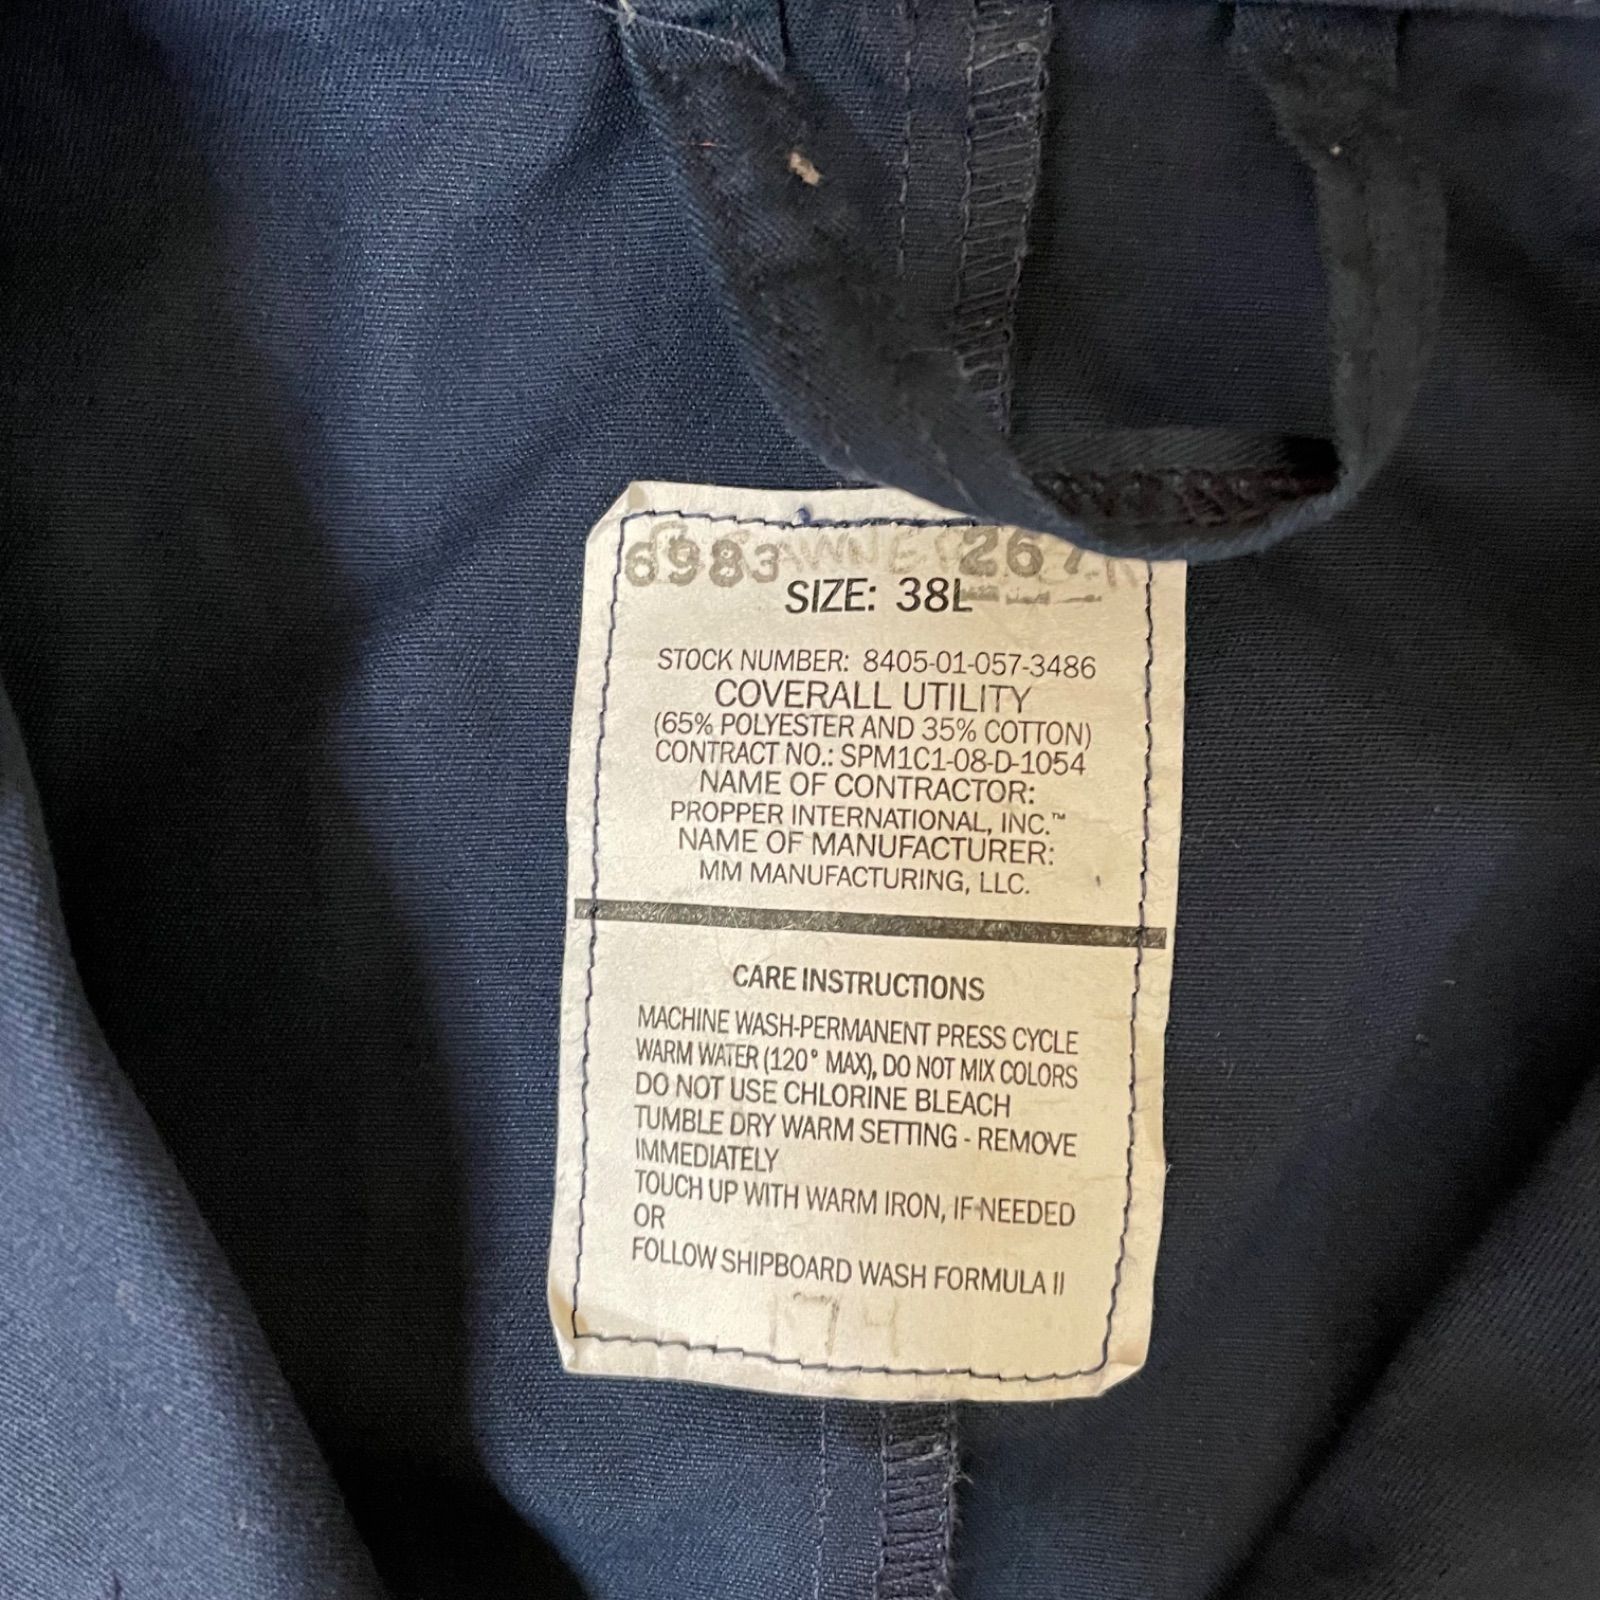 6983 267
SIZE: 38L
STOCK NUMBER: 8405-01-057-3486
COVERALL UTILITY
(65% POLYESTER AND 35% COTTON)
CONTRACT NO.: SPM1C1-08-D-1054
NAME OF CONTRACTOR:
PROPPER INTERNATIONAL, INC.™
NAME OF MANUFACTURER:
MM MANUFACTURING, LLC.
CARE INSTRUCTIONS
MACHINE WASH-PERMANENT PRESS CYCLE
WARM WATER (120° MAX), DO NOT MIX COLORS
DO NOT USE CHLORINE BLEACH
TUMBLE DRY WARM SETTING - REMOVE
IMMEDIATELY
TOUCH UP WITH WARM IRON, IF NEEDED
OR
FOLLOW SHIPBOARD WASH FORMULA II
174